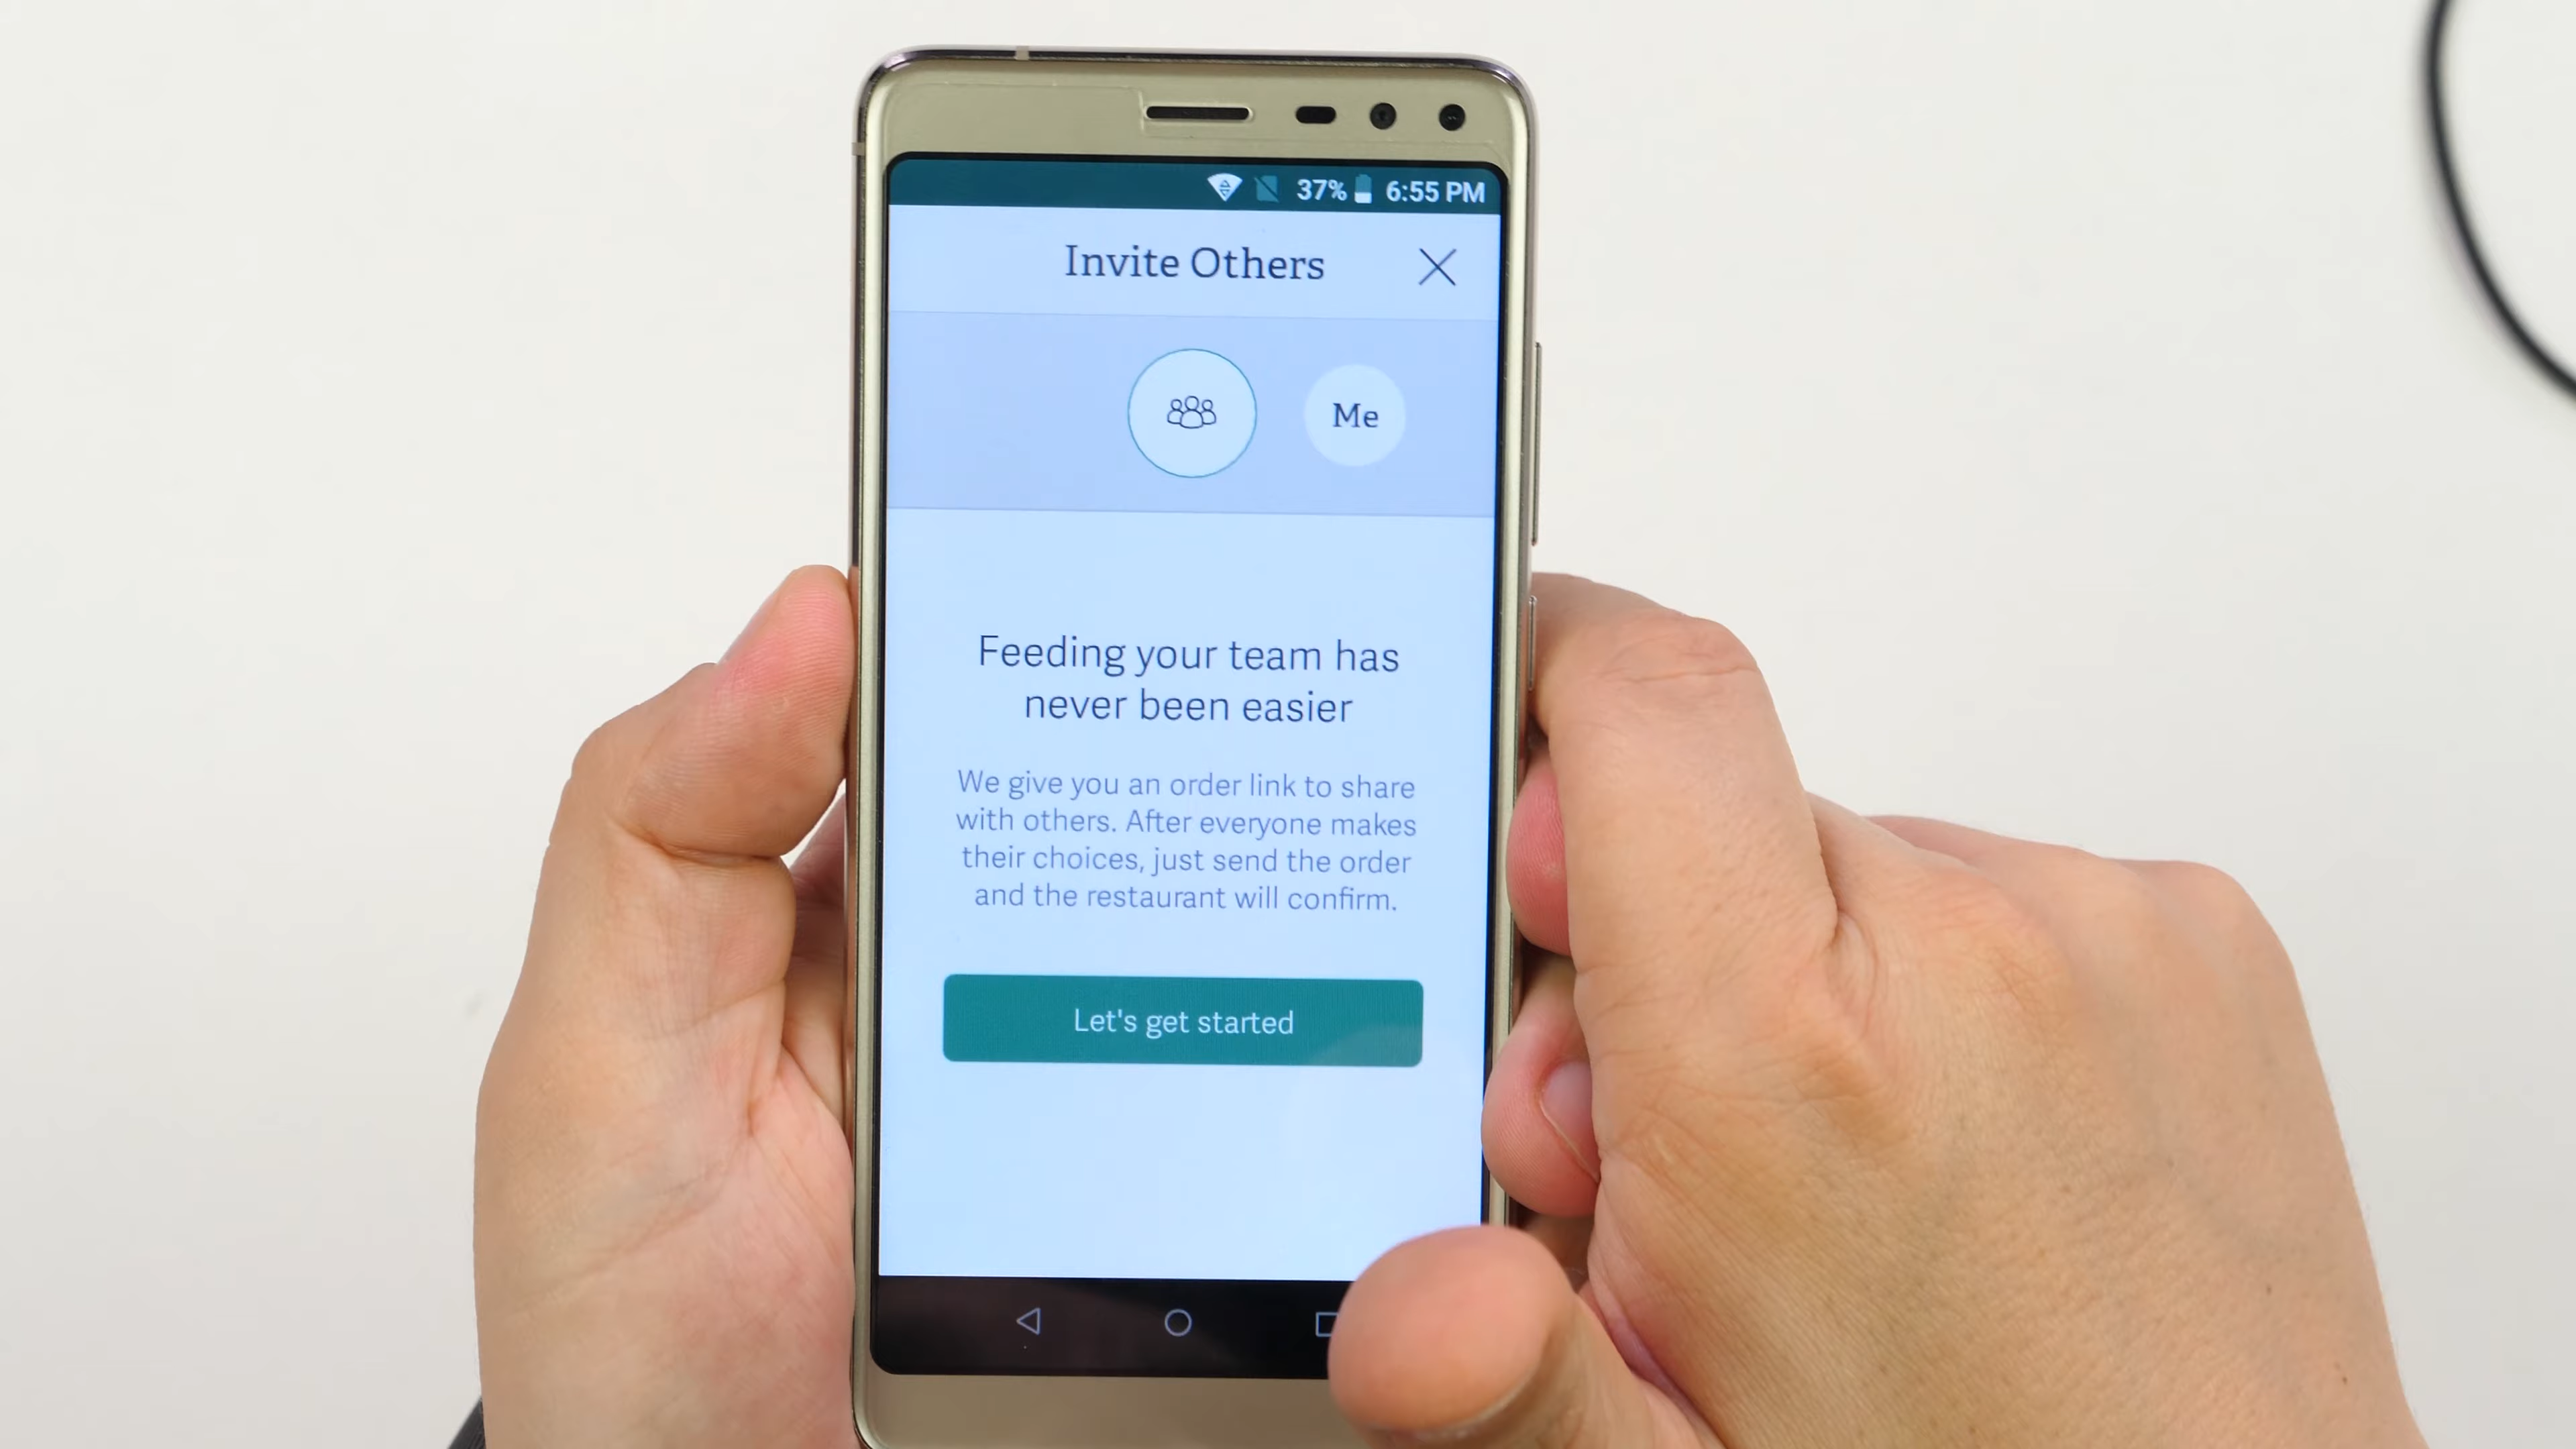 37% 6:55 PM
Invite Others
Me
Feeding your team has
never been easier
We give you an order link to share
with others. After everyone makes
their choices, just send the order
and the restaurant will confirm.
Let's get started